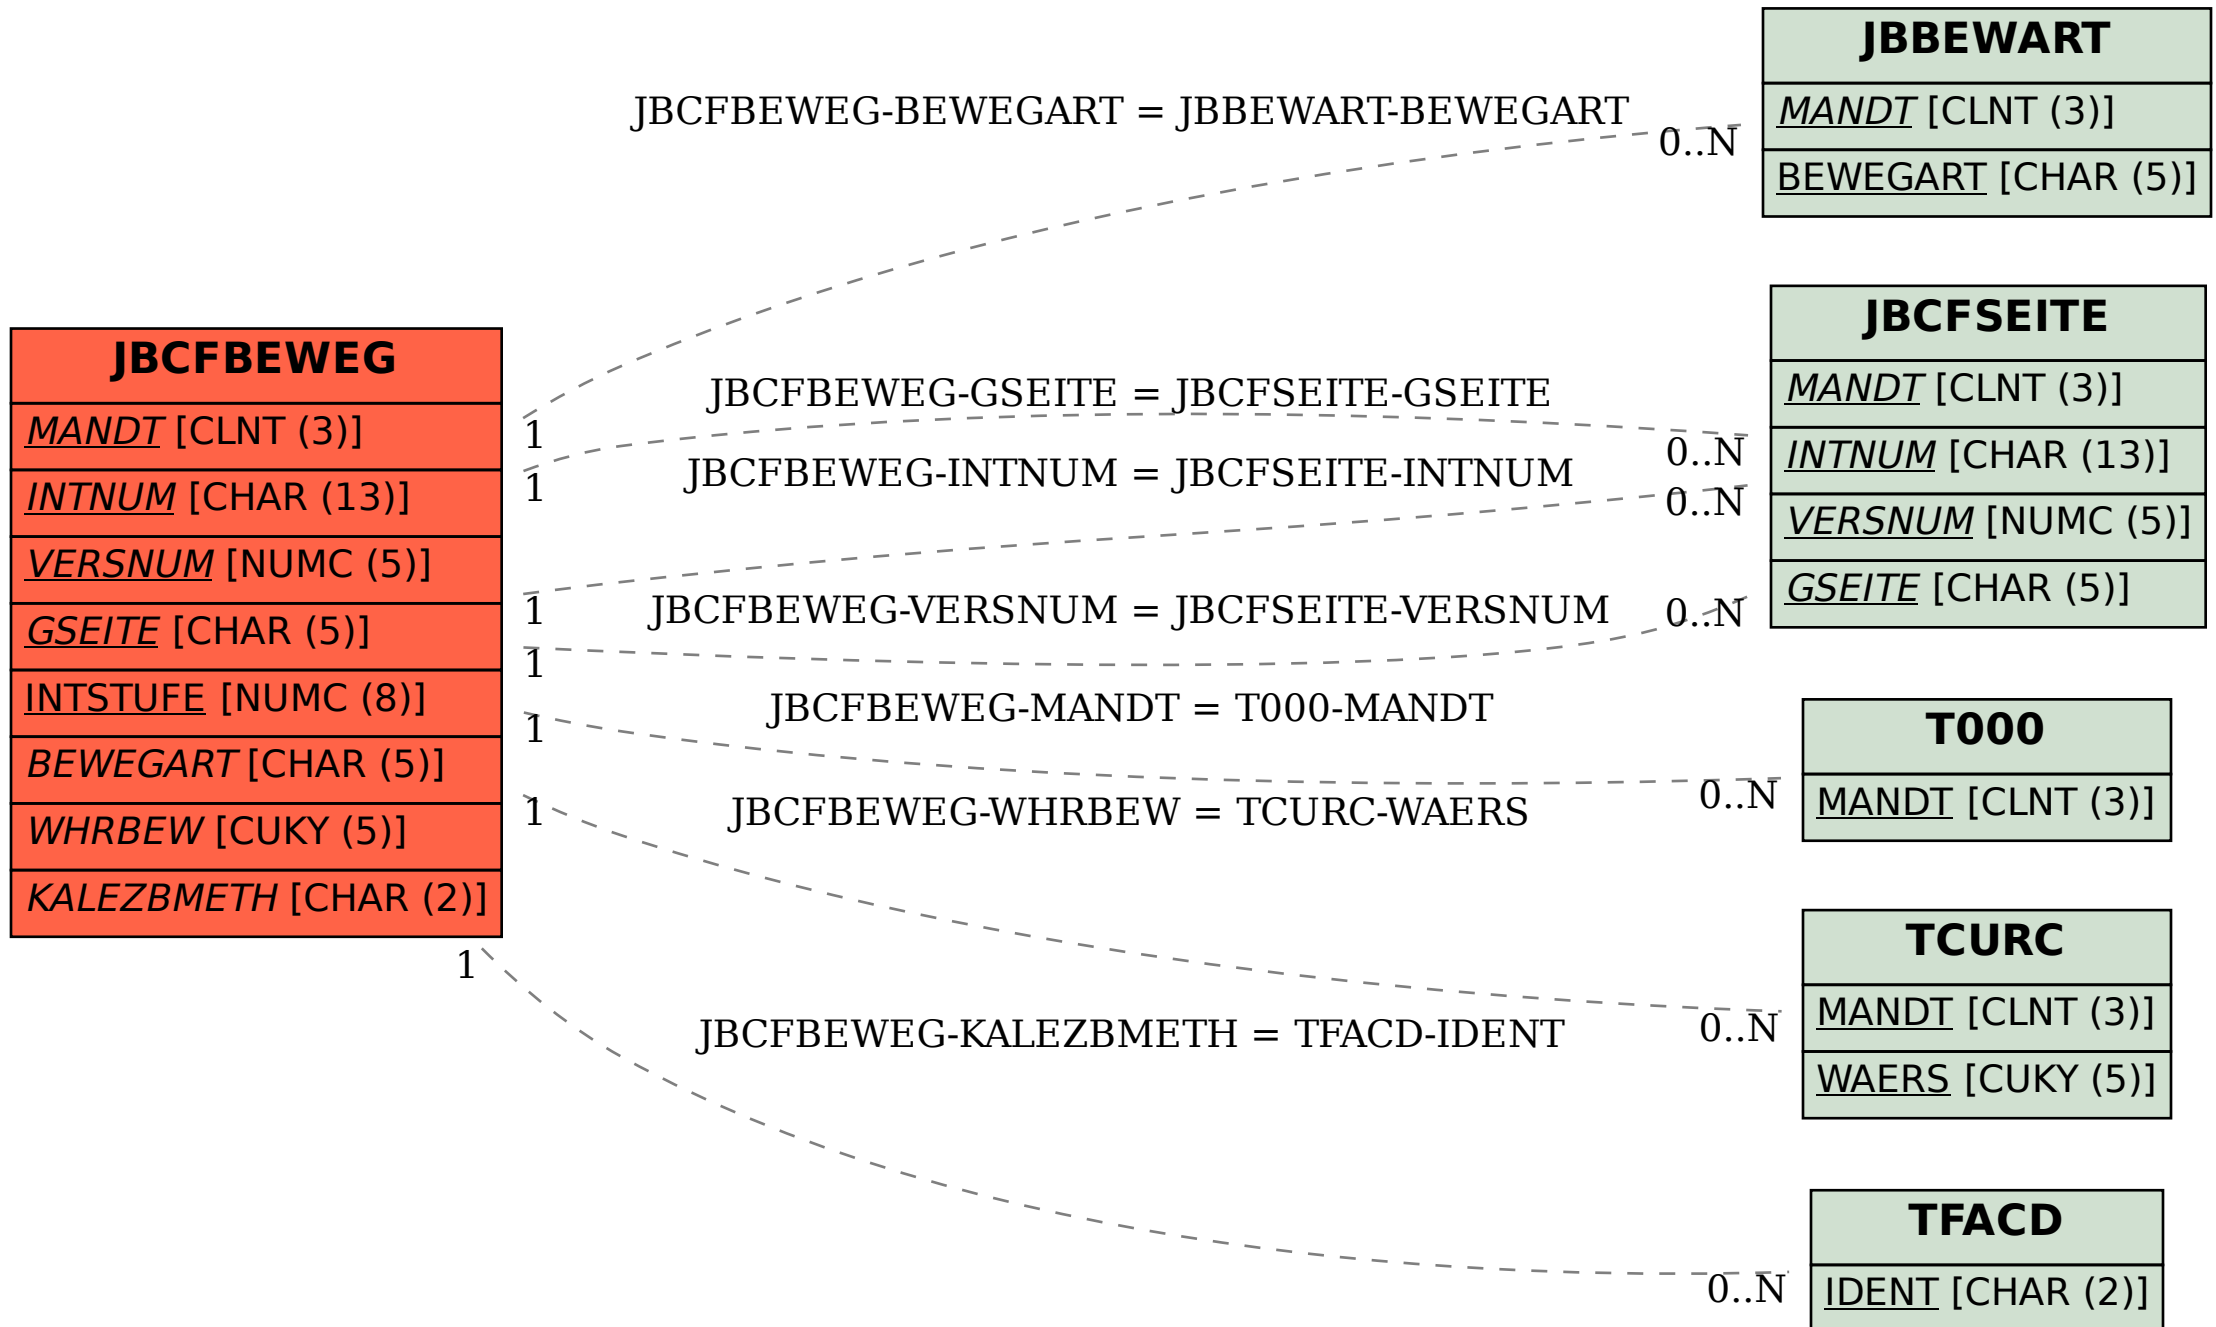 JBCFBEWEG
MANDT [CLNT (3)]
INTNUM [CHAR (13)]
VERSNUM [NUMC (5)]
GSEITE [CHAR (5)]
INTSTUFE [NUMC (8)]
BEWEGART [CHAR (5)]
WHRBEW [CUKY (5)]
KALEZBMETH [CHAR (2)]
JBCFBEWEG-BEWEGART = JBBEWART-BEWEGART
1
0..N
JBCFBEWEG-GSEITE = JBCFSEITE-GSEITE
1
0..N
JBCFBEWEG-INTNUM = JBCFSEITE-INTNUM
1
0..N
JBCFBEWEG-VERSNUM = JBCFSEITE-VERSNUM
1
0..N
JBCFBEWEG-MANDT = T000-MANDT
1
0..N
JBCFBEWEG-WHRBEW = TCURC-WAERS
1
0..N
JBCFBEWEG-KALEZBMETH = TFACD-IDENT
1
0..N
JBBEWART
MANDT [CLNT (3)]
BEWEGART [CHAR (5)]
JBCFSEITE
MANDT [CLNT (3)]
INTNUM [CHAR (13)]
VERSNUM [NUMC (5)]
GSEITE [CHAR (5)]
T000
MANDT [CLNT (3)]
TCURC
MANDT [CLNT (3)]
WAERS [CUKY (5)]
TFACD
IDENT [CHAR (2)]